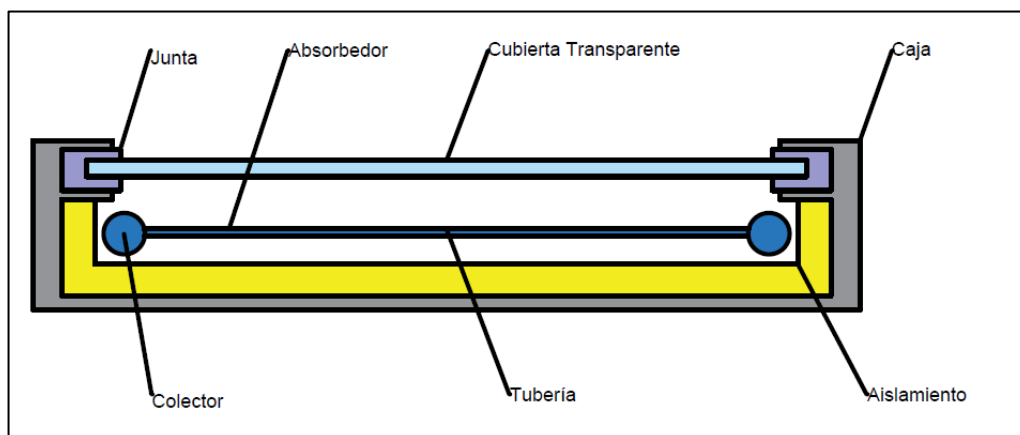 Junta
Absorbedor
Cubierta Transparente
Caja
Colector
Tubería
Aislamiento